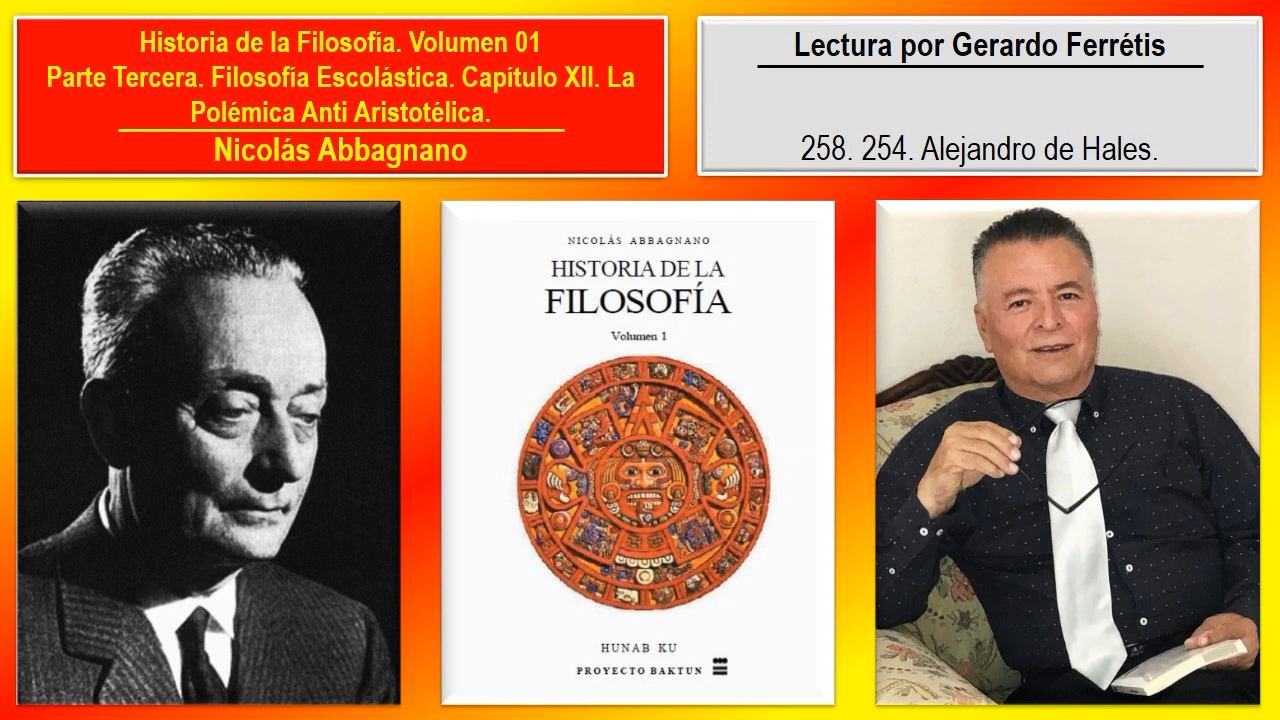 Historia de la Filosofía. Volumen 01
Parte Tercera. Filosofía Escolástica. Capítulo XII. La
Polémica Anti Aristotélica.
Nicolás Abbagnano
Lectura por Gerardo Ferrétis
258. 254. Alejandro de Hales.
NICOLÁS ABBAGNANO
HISTORIA DE LA
FILOSOFÍA
Volumen 1
HUNAB KU
PROYECTO BAKTUN